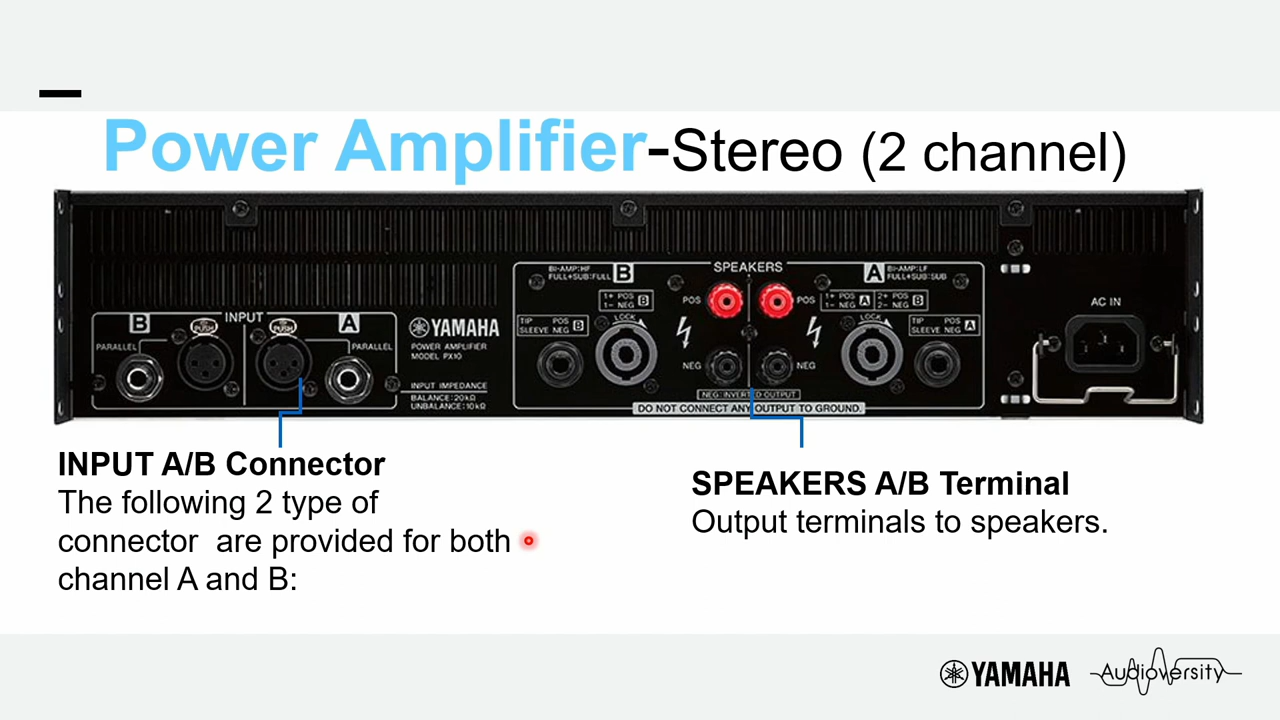 Power Amplifier-Stereo (2 channel)
B INPUT A
PUSH PUSH
PARALLEL PARALLEL
YAMAHA
POWER AMPLIFIER
MODEL PX10
INPUT IMPEDANCE
BALANCE:20kΩ
UNBALANCE:10kΩ
SPEAKERS
BI-AMP:HF
FULL+SUB:FULL B
A BI-AMP:LF
FULL+SUB:SUB
1+ POS
1- NEG B
POS POS
1+ POS
1- NEG A
2+ POS
2- NEG B
TIP POS
SLEEVE NEG B
LOCK LOCK
TIP POS
SLEEVE NEG A
NEG NEG
NEG:INVERTED OUTPUT
DO NOT CONNECT ANY OUTPUT TO GROUND.
AC IN
INPUT A/B Connector
The following 2 type of
connector are provided for both
channel A and B:
SPEAKERS A/B Terminal
Output terminals to speakers.
YAMAHA Audioversity